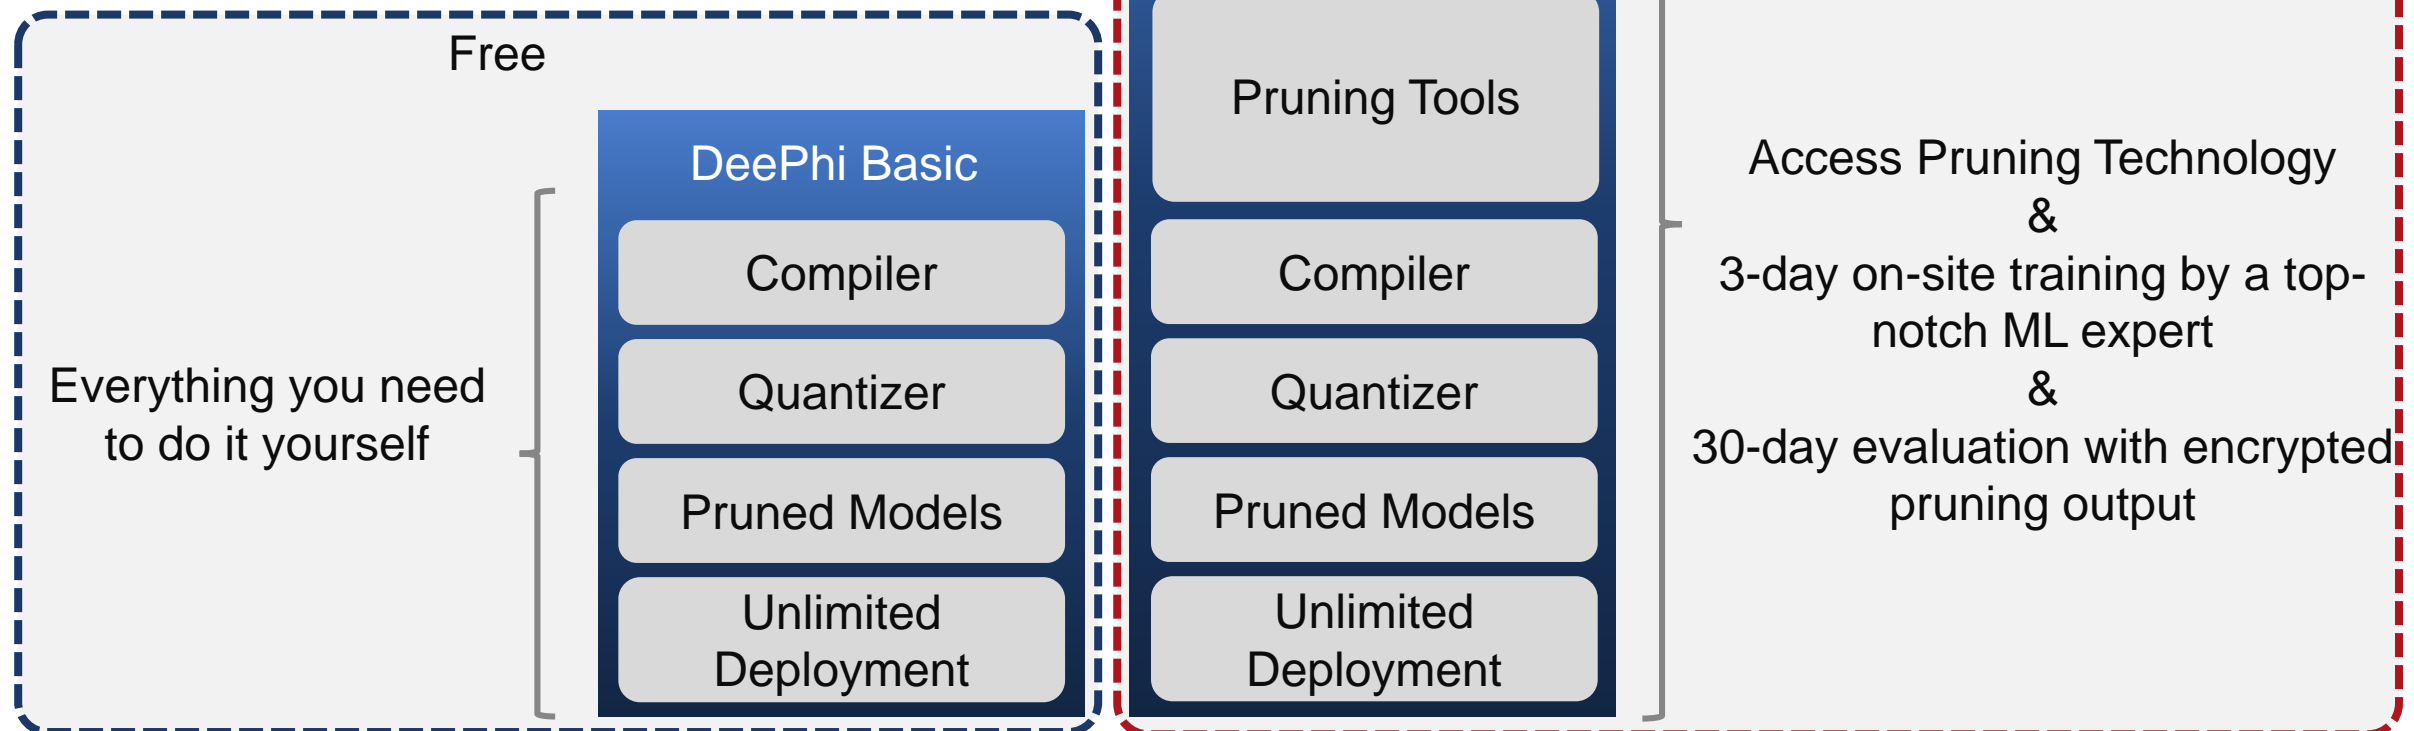 Free
Everything you need
to do it yourself
DeePhi Basic
Compiler
Quantizer
Pruned Models
Unlimited
Deployment
Pruning Tools
Compiler
Quantizer
Pruned Models
Unlimited
Deployment
Access Pruning Technology
&
3-day on-site training by a top-
notch ML expert
&
30-day evaluation with encrypted
pruning output